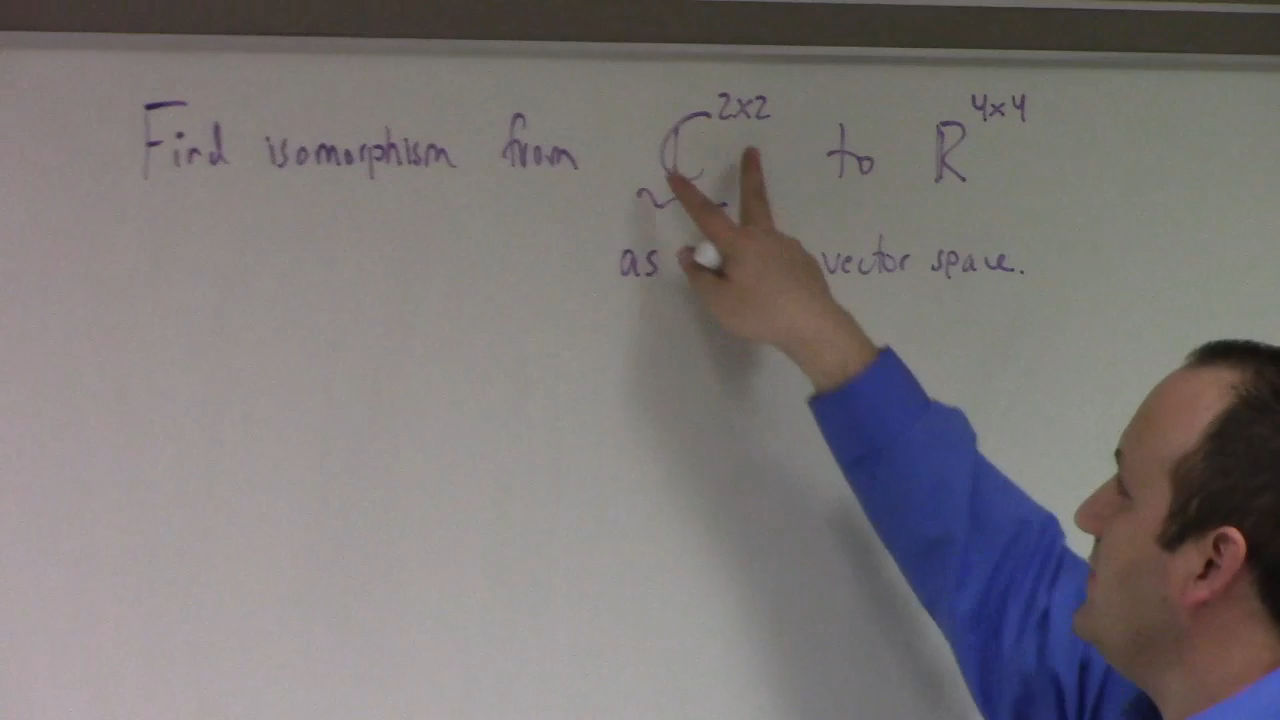 Find isomorphism from ℂ^{2x2} to R^{4x4}
as vector space.